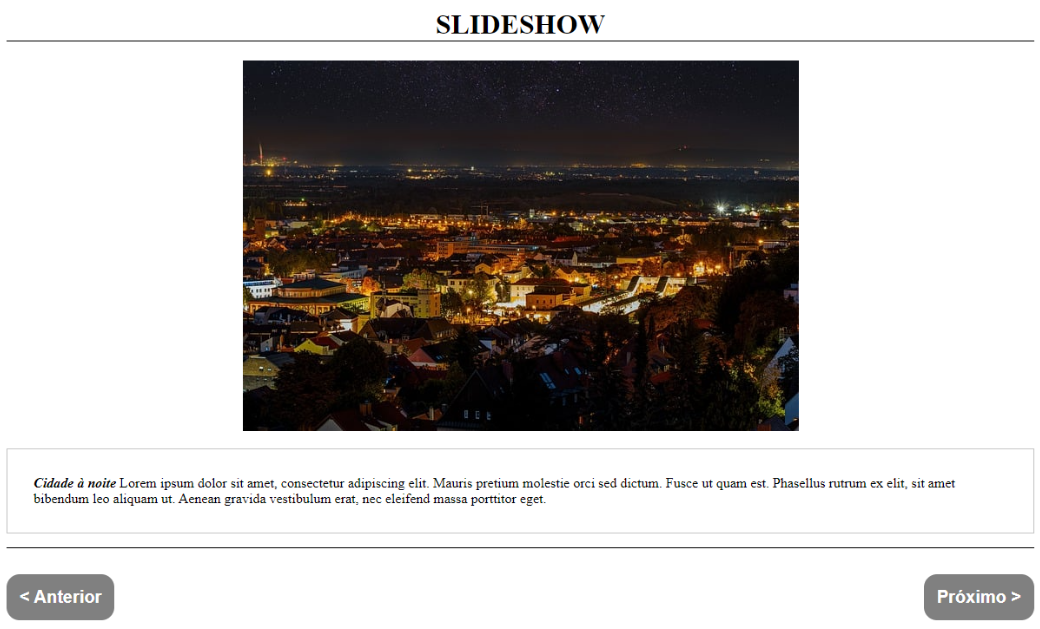 SLIDESHOW
Cidade à noite Lorem ipsum dolor sit amet, consectetur adipiscing elit. Mauris pretium molestie orci sed dictum. Fusce ut quam est. Phasellus rutrum ex elit, sit amet
bibendum leo aliquam ut. Aenean gravida vestibulum erat, nec eleifend massa porttitor eget.
< Anterior
Próximo >